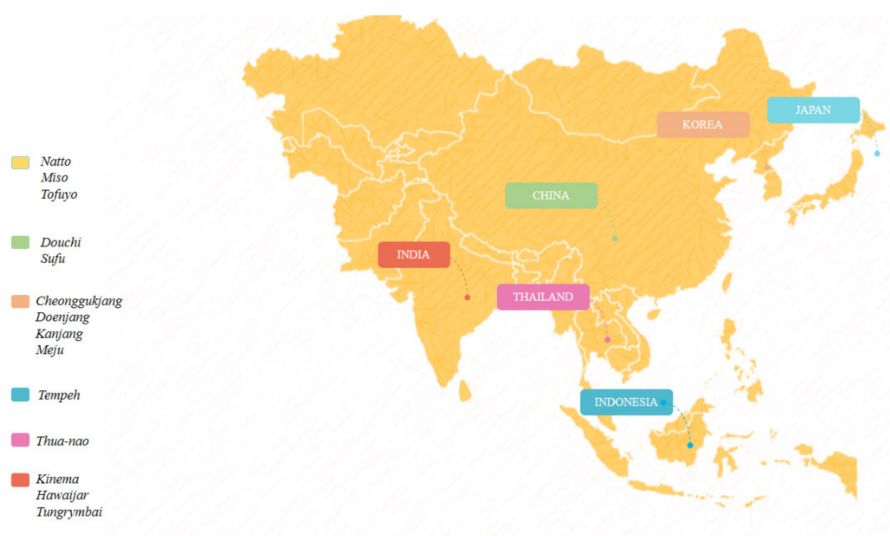 JAPAN
KOREA
Natto
Miso
Tofuyo
CHINA
Douchi
Sufu
INDIA
THAILAND
Cheonggukjang
Doenjang
Kanjang
Meju
Tempeh
INDONESIA
Thua-nao
Kinema
Hawaijar
Tungrymbai